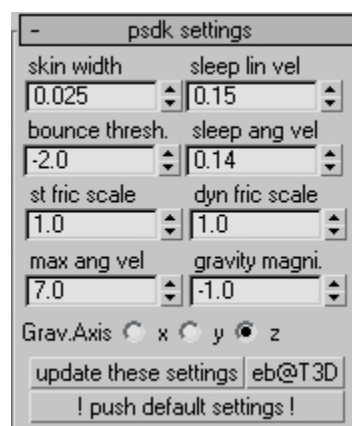 - psdk settings
skin width sleep lin vel
0.025 0.15
bounce thresh. sleep ang vel
-2.0 0.14
st fric scale dyn fric scale
1.0 1.0
max ang vel gravity magni.
7.0 -1.0
Grav.Axis x y z
update these settings eb@T3D
! push default settings !